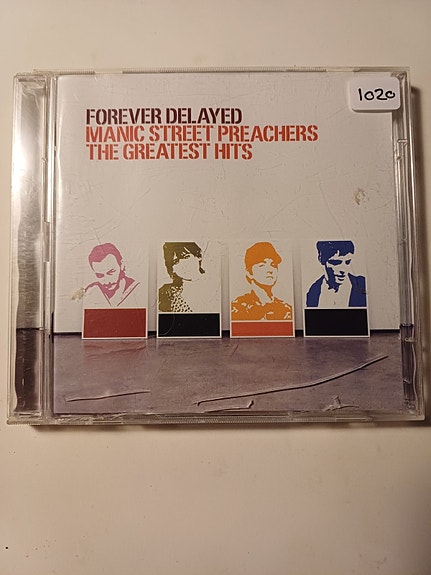 1020
FOREVER DELAYED
MANIC STREET PREACHERS
THE GREATEST HITS